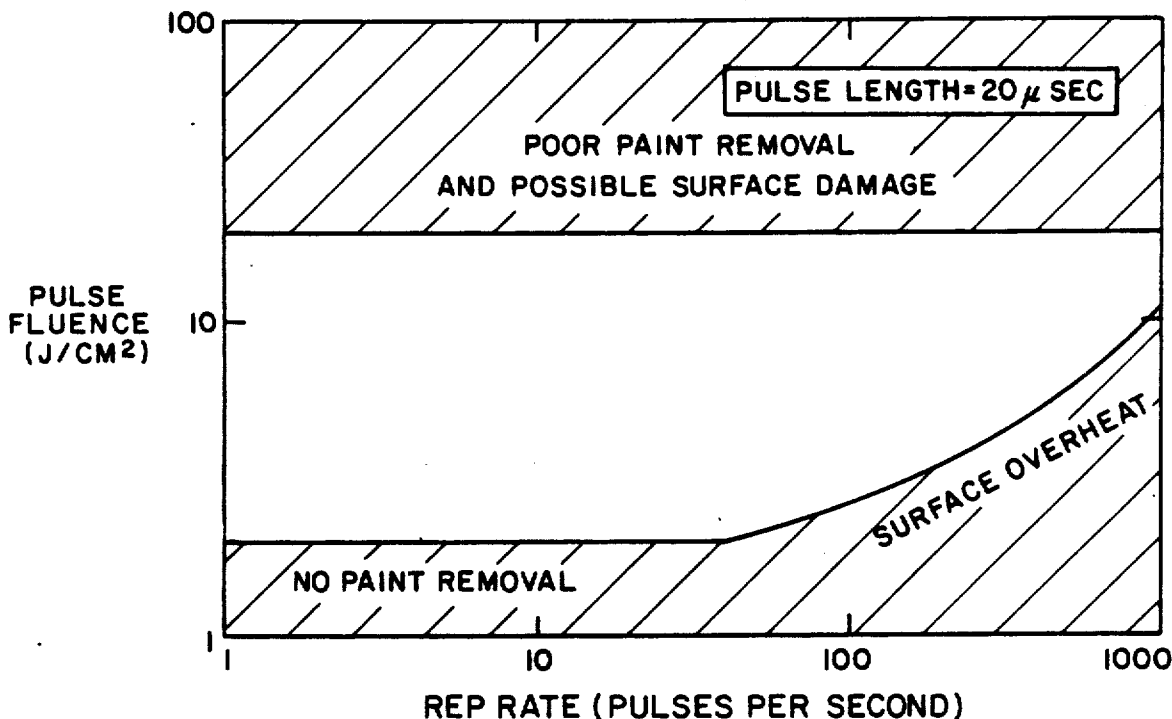 100
PULSE LENGTH = 20 μ SEC
POOR PAINT REMOVAL
AND POSSIBLE SURFACE DAMAGE
PULSE
FLUENCE
(J/CM²)
10
SURFACE OVERHEAT
NO PAINT REMOVAL
1
1
10
100
1000
REP RATE (PULSES PER SECOND)